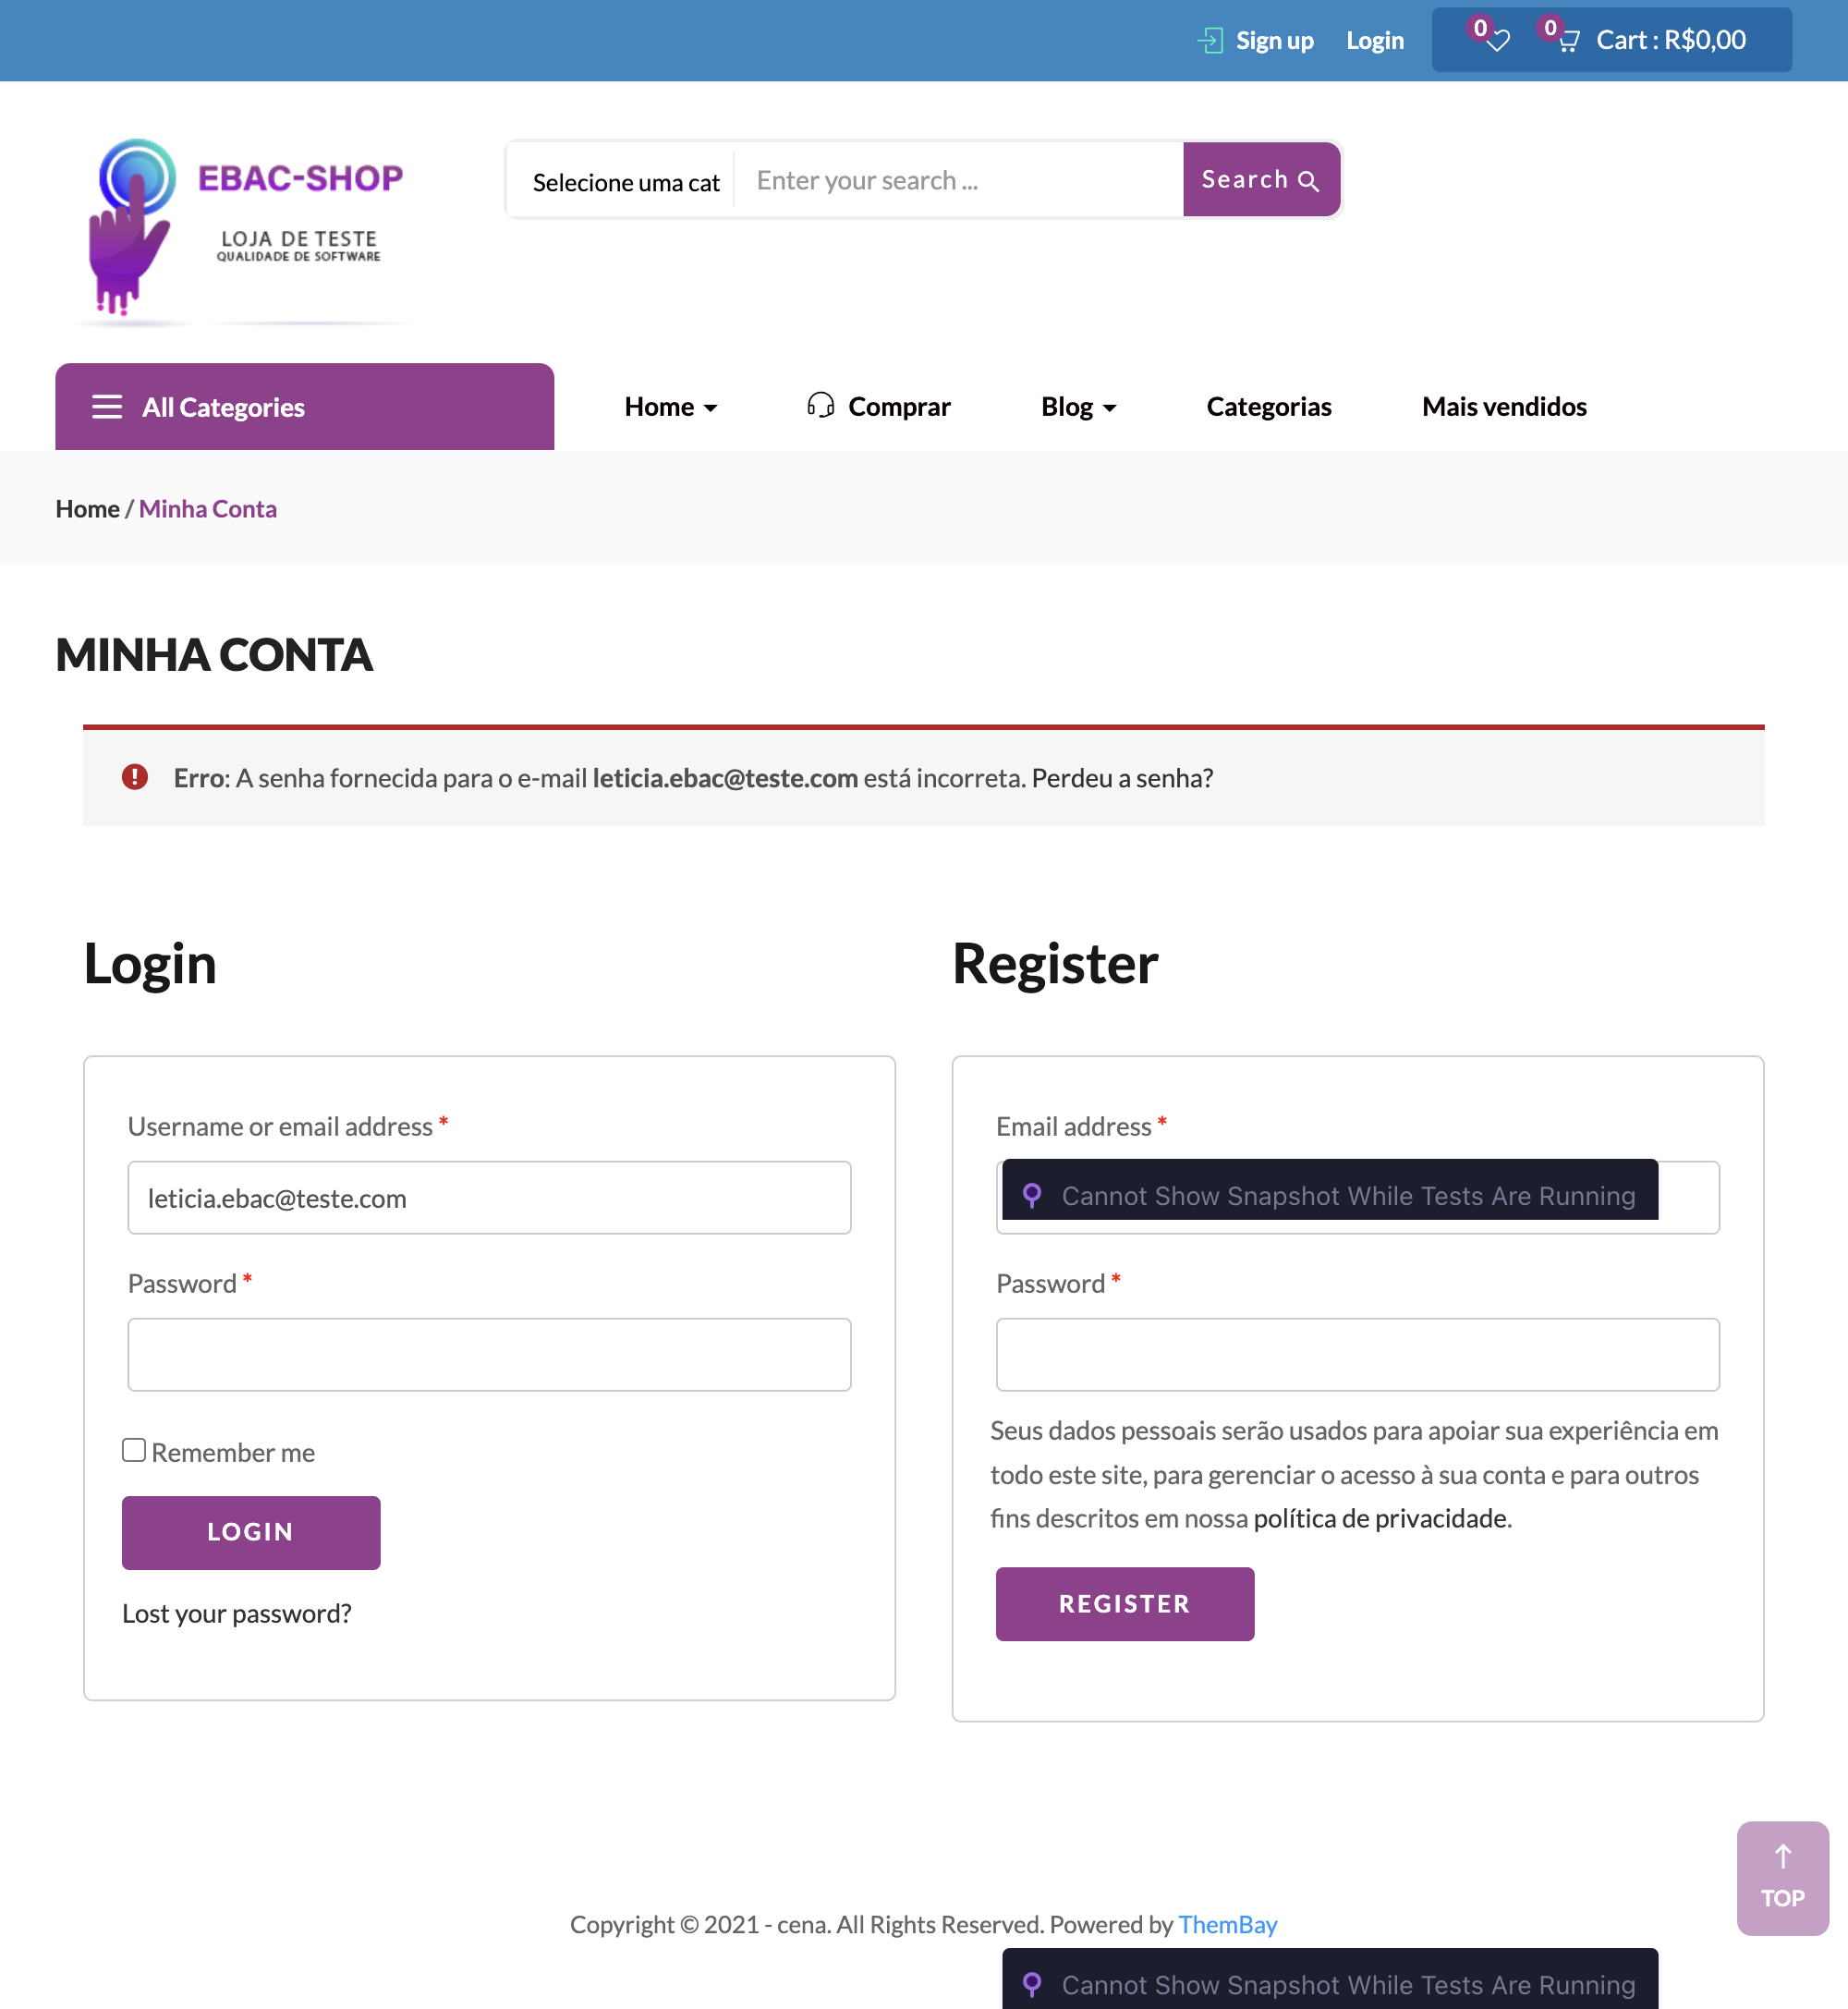 Sign up Login 0 0 Cart : R$0,00
EBAC-SHOP
LOJA DE TESTE
QUALIDADE DE SOFTWARE
Selecione uma cat Enter your search ... Search
All Categories Home Comprar Blog Categorias Mais vendidos
Home / Minha Conta
MINHA CONTA
Erro: A senha fornecida para o e-mail leticia.ebac@teste.com está incorreta. Perdeu a senha?
Login
Username or email address *
leticia.ebac@teste.com
Password *
Remember me
LOGIN
Lost your password?
Register
Email address *
Cannot Show Snapshot While Tests Are Running
Password *
Seus dados pessoais serão usados para apoiar sua experiência em
todo este site, para gerenciar o acesso à sua conta e para outros
fins descritos em nossa política de privacidade.
REGISTER
TOP
Copyright © 2021 - cena. All Rights Reserved. Powered by ThemBay
Cannot Show Snapshot While Tests Are Running